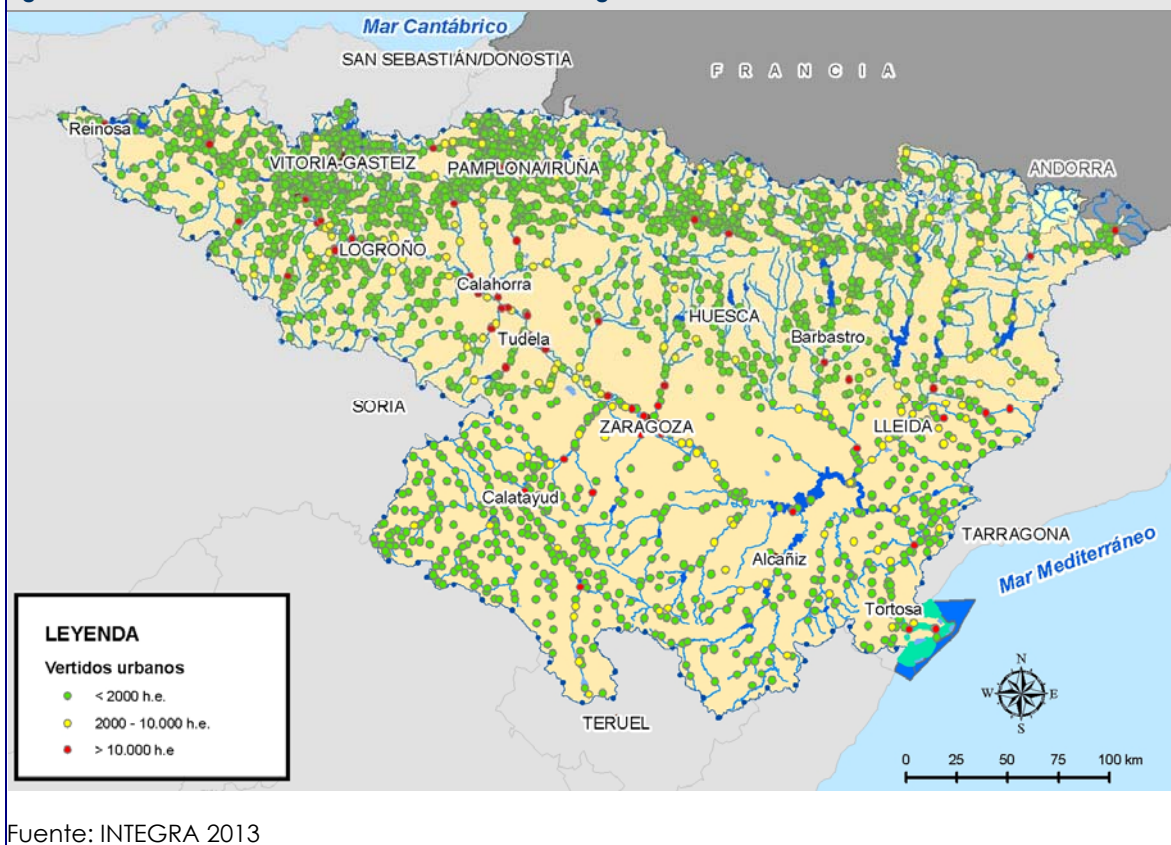 Mar Cantábrico
SAN SEBASTIÁN/DONOSTIA
FRANCIA
Reinosa
VITORIA-GASTEIZ
PAMPLONA/IRUÑA
ANDORRA
LOGROÑO
Calahorra
HUESCA
Barbastro
Tudela
SORIA
ZARAGOZA
LLEIDA
Calatayud
TARRAGONA
Alcañiz
Mar Mediterráneo
Tortosa
TERUEL
LEYENDA
Vertidos urbanos
< 2000 h.e.
2000 - 10.000 h.e.
> 10.000 h.e
N
W E
S
0 25 50 75 100 km
Fuente: INTEGRA 2013